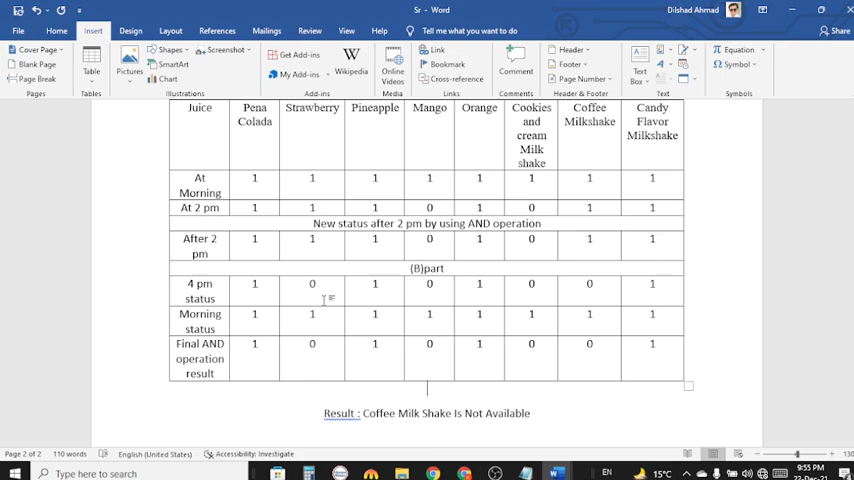 Sr - Word
Dilshad Ahmad
File Home Insert Design Layout References Mailings Review View Help Tell me what you want to do Share
Cover Page
Blank Page
Page Break
Pages
Table
Tables
Pictures
Shapes
SmartArt
Chart
Screenshot
Illustrations
Get Add-ins
My Add-ins
Wikipedia
Add-ins
Online Videos
Media
Link
Bookmark
Cross-reference
Links
Comment
Comments
Header
Footer
Page Number
Header & Footer
Text Box
Text
Equation
Symbol
Symbols
Juice Pena Colada Strawberry Pineapple Mango Orange Cookies and cream Milk shake Coffee Milkshake Candy Flavor Milkshake
At Morning 1 1 1 1 1 1 1 1
At 2 pm 1 1 1 0 1 0 1 1
New status after 2 pm by using AND operation
After 2 pm 1 1 1 0 1 0 1 1
(B)part
4 pm status 1 0 1 0 1 0 0 1
Morning status 1 1 1 1 1 1 1 1
Final AND operation result 1 0 1 0 1 0 0 1
Result : Coffee Milk Shake Is Not Available
Page 2 of 2 110 words English (United States) Accessibility: Investigate 130
Type here to search
EN 15°C 9:55 PM
22-Dec-21